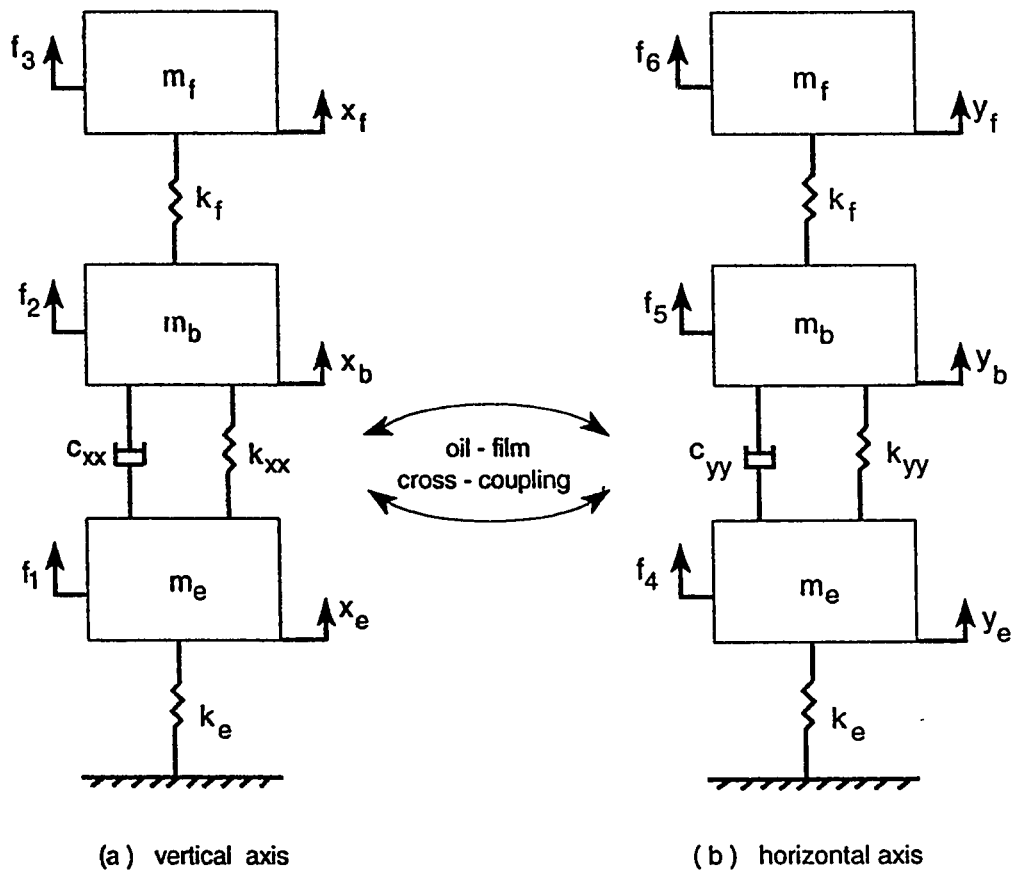 f3
mf
xf
kf
f2
mb
xb
cxx
kxx
f1
me
xe
ke
(a) vertical axis
oil - film
cross - coupling
f6
mf
yf
kf
f5
mb
yb
cyy
kyy
f4
me
ye
ke
(b) horizontal axis